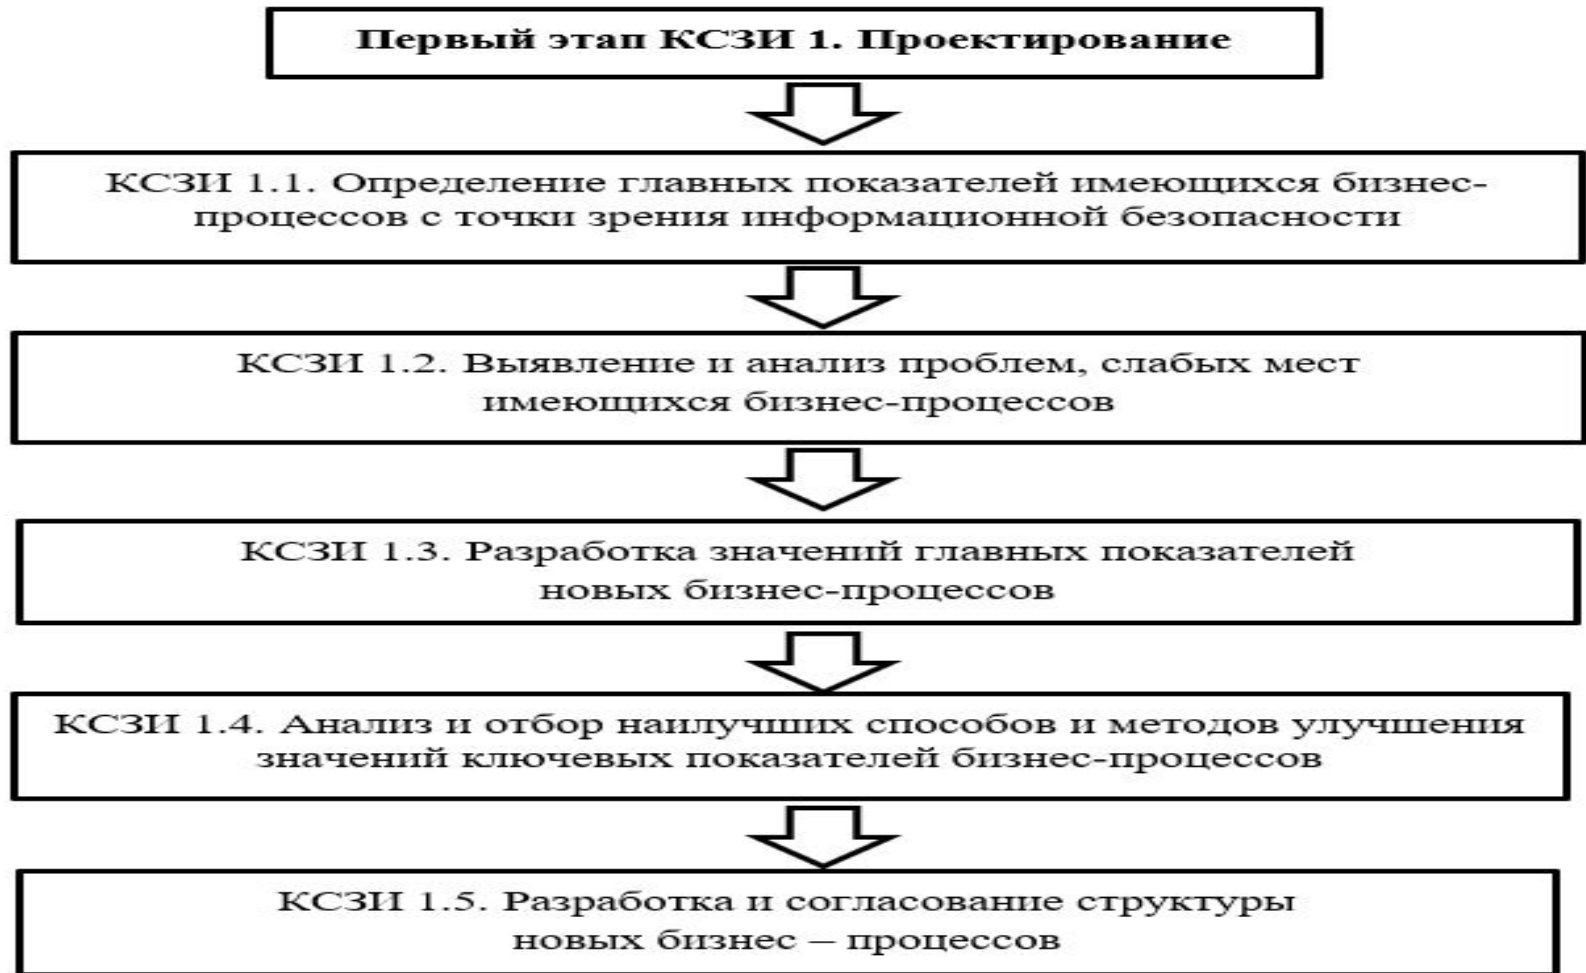 Первый этап КСЗИ 1. Проектирование
КСЗИ 1.1. Определение главных показателей имеющихся бизнес-
процессов с точки зрения информационной безопасности
КСЗИ 1.2. Выявление и анализ проблем, слабых мест
имеющихся бизнес-процессов
КСЗИ 1.3. Разработка значений главных показателей
новых бизнес-процессов
КСЗИ 1.4. Анализ и отбор наилучших способов и методов улучшения
значений ключевых показателей бизнес-процессов
КСЗИ 1.5. Разработка и согласование структуры
новых бизнес – процессов